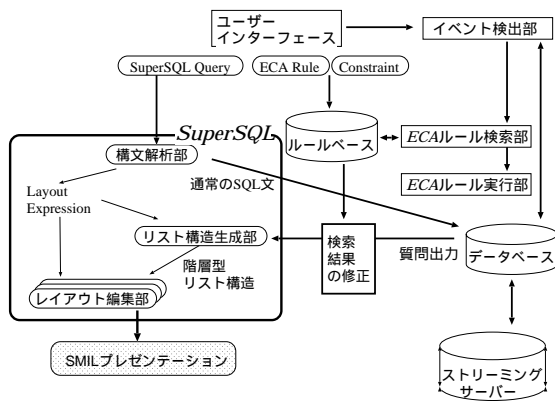 ユーザー
インターフェース
イベント検出部
SuperSQL Query
ECA Rule
Constraint
SuperSQL
ルールベース
ECAルール検索部
構文解析部
通常のSQL文
ECAルール実行部
Layout
Expression
リスト構造生成部
検索
結果
の修正
質問出力
データベース
階層型
リスト構造
レイアウト編集部
SMILプレゼンテーション
ストリーミング
サーバー